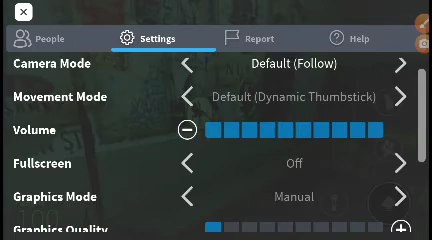 People Settings Report Help
Camera Mode Default (Follow)
Movement Mode Default (Dynamic Thumbstick)
Volume
Fullscreen Off
Graphics Mode Manual
Graphics Quality
100